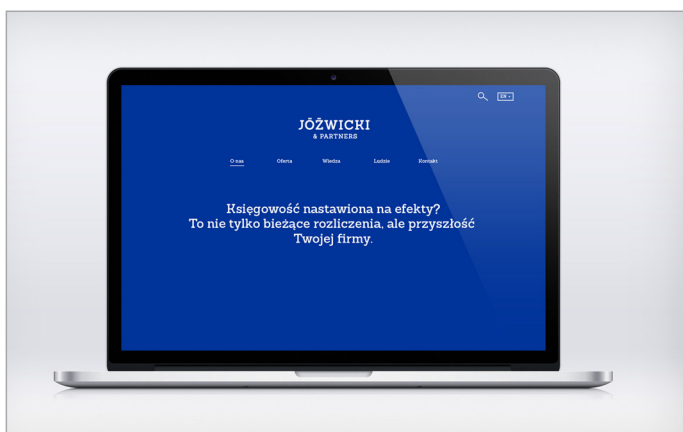 EN
JÓŹWICKI
& PARTNERS
O nas Oferta Wiedza Ludzie Kontakt
Księgowość nastawiona na efekty?
To nie tylko bieżące rozliczenia, ale przyszłość
Twojej firmy.